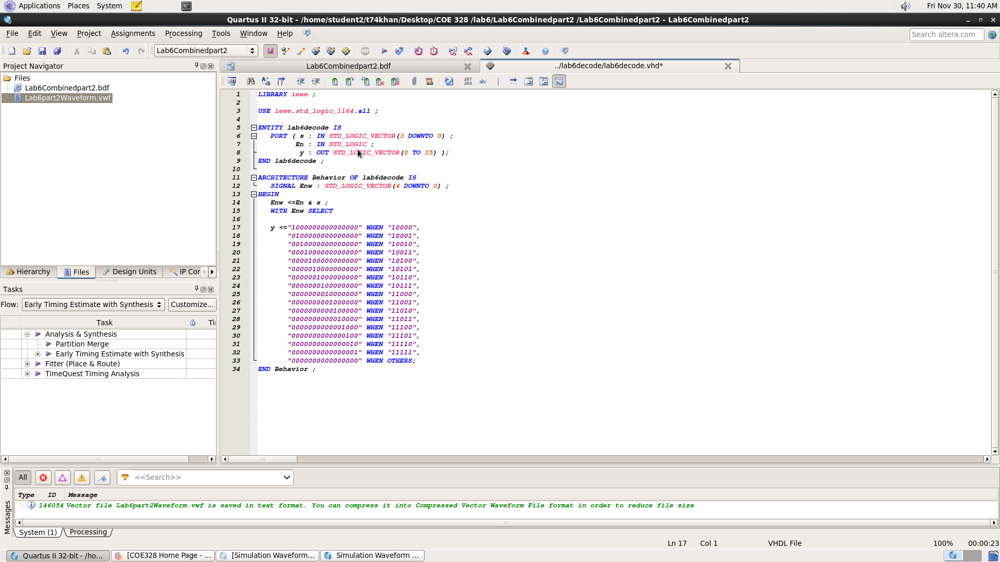 Applications Places System Fri Nov 30, 11:40 AM
Quartus II 32-bit - /home/student2/t74khan/Desktop/COE 328 /lab6/Lab6Combinedpart2 /Lab6Combinedpart2 - Lab6Combinedpart2
File Edit View Project Assignments Processing Tools Window Help Search altera.com
Lab6Combinedpart2 STOP
Project Navigator
Files
Lab6Combinedpart2.bdf
Lab6part2Waveform.vwf
Hierarchy Files Design Units IP Cor
Tasks
Flow: Early Timing Estimate with Synthesis Customize...
Task Ti
Analysis & Synthesis
Partition Merge
Early Timing Estimate with Synthesis
Fitter (Place & Route)
TimeQuest Timing Analysis
Lab6Combinedpart2.bdf ../lab6decode/lab6decode.vhd*
267
268 ab/
1 LIBRARY ieee ;
2
3 USE ieee.std_logic_1164.all ;
4
5 ENTITY lab6decode IS
6 PORT ( s : IN STD_LOGIC_VECTOR(3 DOWNTO 0) ;
7 En : IN STD_LOGIC ;
8 y : OUT STD_LOGIC_VECTOR(0 TO 15) );
9 END lab6decode ;
10
11 ARCHITECTURE Behavior OF lab6decode IS
12 SIGNAL Enw : STD_LOGIC_VECTOR(4 DOWNTO 0) ;
13 BEGIN
14 Enw <=En & s ;
15 WITH Enw SELECT
16
17 y <="1000000000000000" WHEN "10000",
18 "0100000000000000" WHEN "10001",
19 "0010000000000000" WHEN "10010",
20 "0001000000000000" WHEN "10011",
21 "0000100000000000" WHEN "10100",
22 "0000010000000000" WHEN "10101",
23 "0000001000000000" WHEN "10110",
24 "0000000100000000" WHEN "10111",
25 "0000000010000000" WHEN "11000",
26 "0000000001000000" WHEN "11001",
27 "0000000000100000" WHEN "11010",
28 "0000000000010000" WHEN "11011",
29 "0000000000001000" WHEN "11100",
30 "0000000000000100" WHEN "11101",
31 "0000000000000010" WHEN "11110",
32 "0000000000000001" WHEN "11111",
33 "0000000000000000" WHEN OTHERS;
34 END Behavior ;
Messages
All <<Search>>
Type ID Message
146054 Vector file Lab6part2Waveform.vwf is saved in text format. You can compress it into Compressed Vector Waveform File format in order to reduce file size
System (1) Processing
Ln 17 Col 1 VHDL File 100% 00:00:23
Quartus II 32-bit - /ho... [COE328 Home Page - ... [Simulation Waveform... Simulation Waveform ...